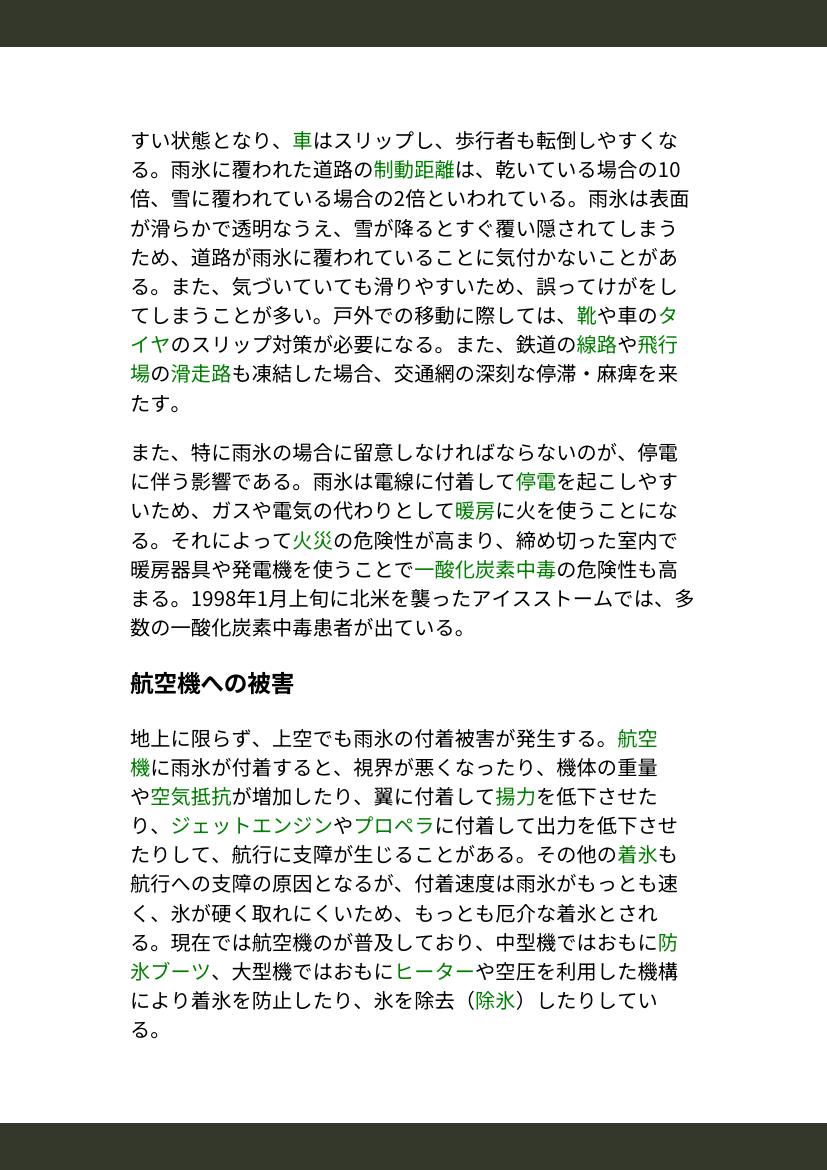 すい状態となり、車はスリップし、歩行者も転倒しやすくな
る。雨氷に覆われた道路の制動距離は、乾いている場合の10
倍、雪に覆われている場合の2倍といわれている。雨氷は表面
が滑らかで透明なうえ、雪が降るとすぐ覆い隠されてしまう
ため、道路が雨氷に覆われていることに気付かないことがあ
る。また、気づいていても滑りやすいため、誤ってけがをし
てしまうことが多い。戸外での移動に際しては、靴や車のタ
イヤのスリップ対策が必要になる。また、鉄道の線路や飛行
場の滑走路も凍結した場合、交通網の深刻な停滞・麻痺を来
たす。
また、特に雨氷の場合に留意しなければならないのが、停電
に伴う影響である。雨氷は電線に付着して停電を起こしやす
いため、ガスや電気の代わりとして暖房に火を使うことにな
る。それによって火災の危険性が高まり、締め切った室内で
暖房器具や発電機を使うことで一酸化炭素中毒の危険性も高
まる。1998年1月上旬に北米を襲ったアイスストームでは、多
数の一酸化炭素中毒患者が出ている。
航空機への被害
地上に限らず、上空でも雨氷の付着被害が発生する。航空
機に雨氷が付着すると、視界が悪くなったり、機体の重量
や空気抵抗が増加したり、翼に付着して揚力を低下させた
り、ジェットエンジンやプロペラに付着して出力を低下させ
たりして、航行に支障が生じることがある。その他の着氷も
航行への支障の原因となるが、付着速度は雨氷がもっとも速
く、氷が硬く取れにくいため、もっとも厄介な着氷とされ
る。現在では航空機のが普及しており、中型機ではおもに防
氷ブーツ、大型機ではおもにヒーターや空圧を利用した機構
により着氷を防止したり、氷を除去（除氷）したりしてい
る。